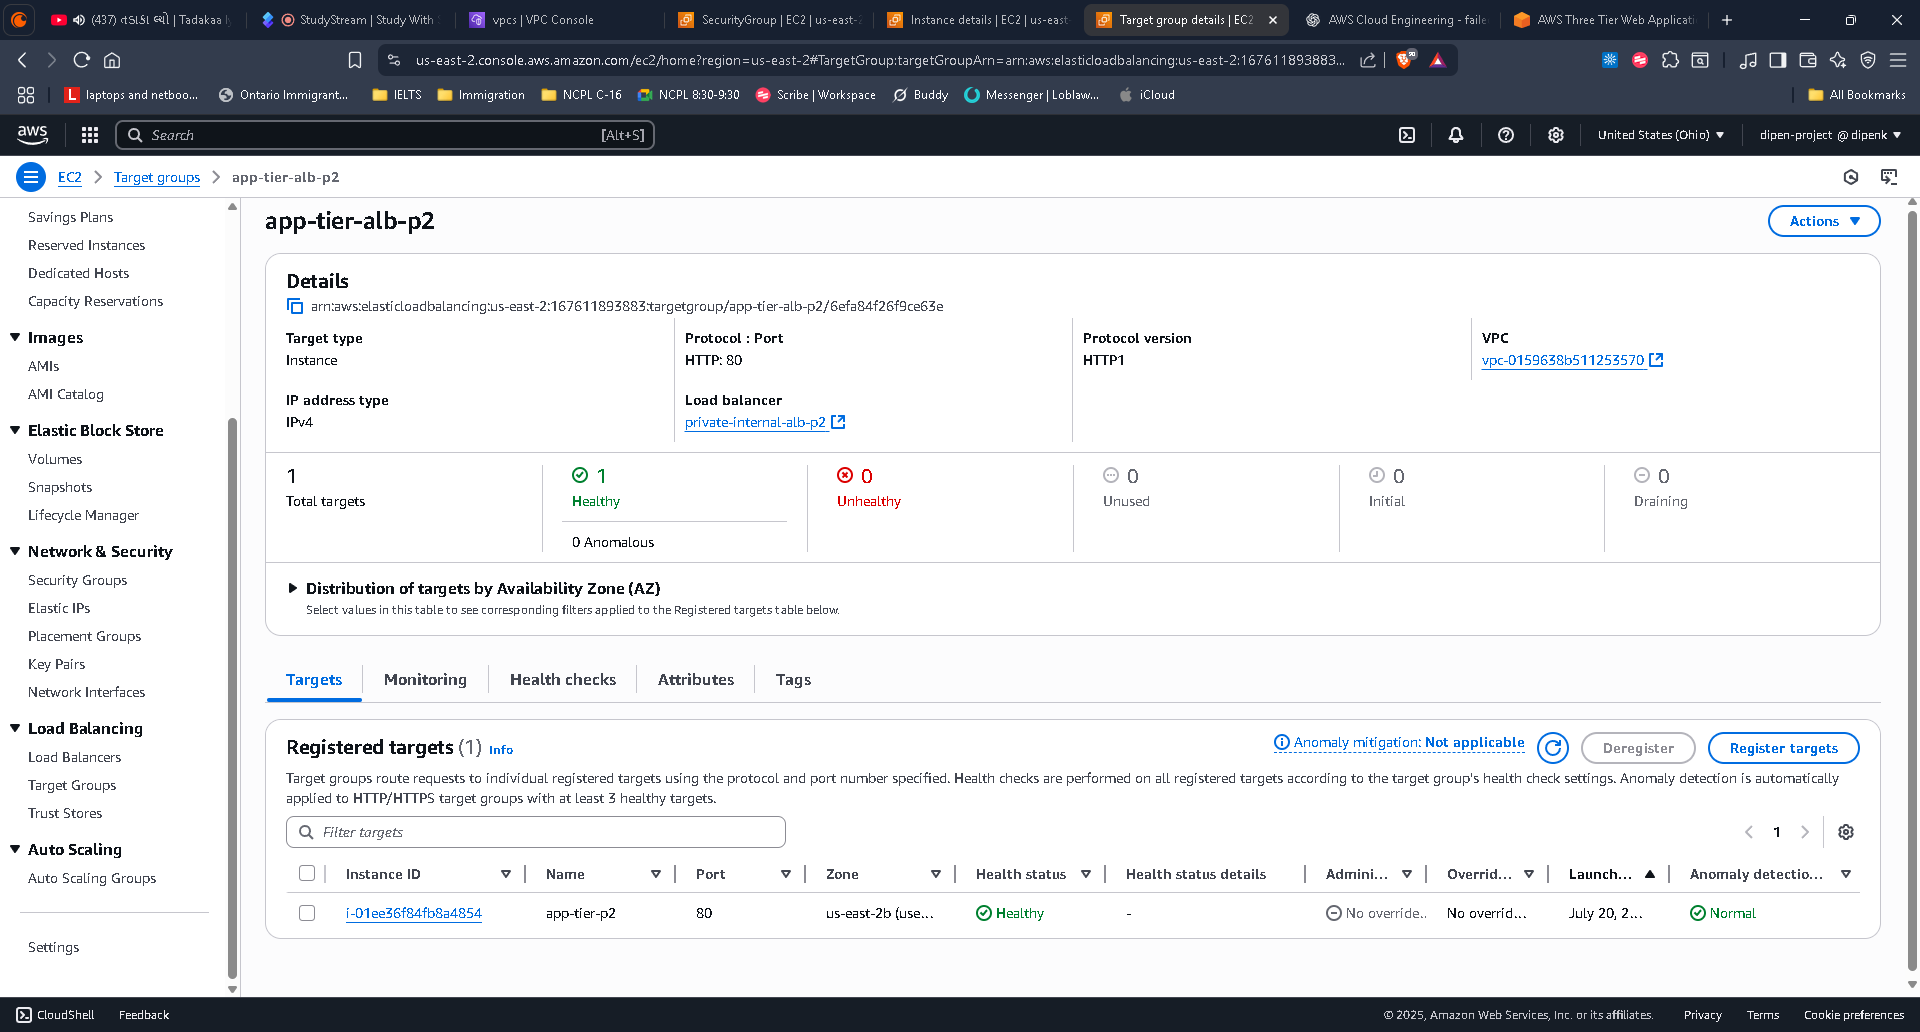 (437) તડાકા બ્યી | Tadakaa
StudyStream | Study With
vpcs | VPC Console
SecurityGroup | EC2 | us-east-2
Instance details | EC2 | us-east-
Target group details | EC2
AWS Cloud Engineering - faile
AWS Three Tier Web Applicati
us-east-2.console.aws.amazon.com/ec2/home?region=us-east-2#TargetGroup:targetGroupArn=arn:aws:elasticloadbalancing:us-east-2:167611893883...
90
laptops and netboo...
Ontario Immigrant...
IELTS
Immigration
NCPL C-16
NCPL 8:30-9:30
Scribe | Workspace
Buddy
Messenger | Loblaw...
iCloud
All Bookmarks
aws
Search
[Alt+S]
United States (Ohio)
dipen-project @ dipenk
EC2
Target groups
app-tier-alb-p2
Savings Plans
Reserved Instances
Dedicated Hosts
Capacity Reservations
Images
AMIs
AMI Catalog
Elastic Block Store
Volumes
Snapshots
Lifecycle Manager
Network & Security
Security Groups
Elastic IPs
Placement Groups
Key Pairs
Network Interfaces
Load Balancing
Load Balancers
Target Groups
Trust Stores
Auto Scaling
Auto Scaling Groups
Settings
app-tier-alb-p2
Actions
Details
arn:aws:elasticloadbalancing:us-east-2:167611893883:targetgroup/app-tier-alb-p2/6efa84f26f9ce63e
Target type
Instance
Protocol : Port
HTTP: 80
Protocol version
HTTP1
VPC
vpc-0159638b511253570
IP address type
IPv4
Load balancer
private-internal-alb-p2
1
Total targets
1
Healthy
0 Anomalous
0
Unhealthy
0
Unused
0
Initial
0
Draining
Distribution of targets by Availability Zone (AZ)
Select values in this table to see corresponding filters applied to the Registered targets table below.
Targets
Monitoring
Health checks
Attributes
Tags
Registered targets (1) Info
Anomaly mitigation: Not applicable
Deregister
Register targets
Target groups route requests to individual registered targets using the protocol and port number specified. Health checks are performed on all registered targets according to the target group's health check settings. Anomaly detection is automatically
applied to HTTP/HTTPS target groups with at least 3 healthy targets.
Filter targets
1
Instance ID
Name
Port
Zone
Health status
Health status details
Admini...
Overrid...
Launch...
Anomaly detectio...
i-01ee36f84fb8a4854
app-tier-p2
80
us-east-2b (use...
Healthy
-
No override..
No overrid...
July 20, 2...
Normal
CloudShell
Feedback
© 2025, Amazon Web Services, Inc. or its affiliates.
Privacy
Terms
Cookie preferences